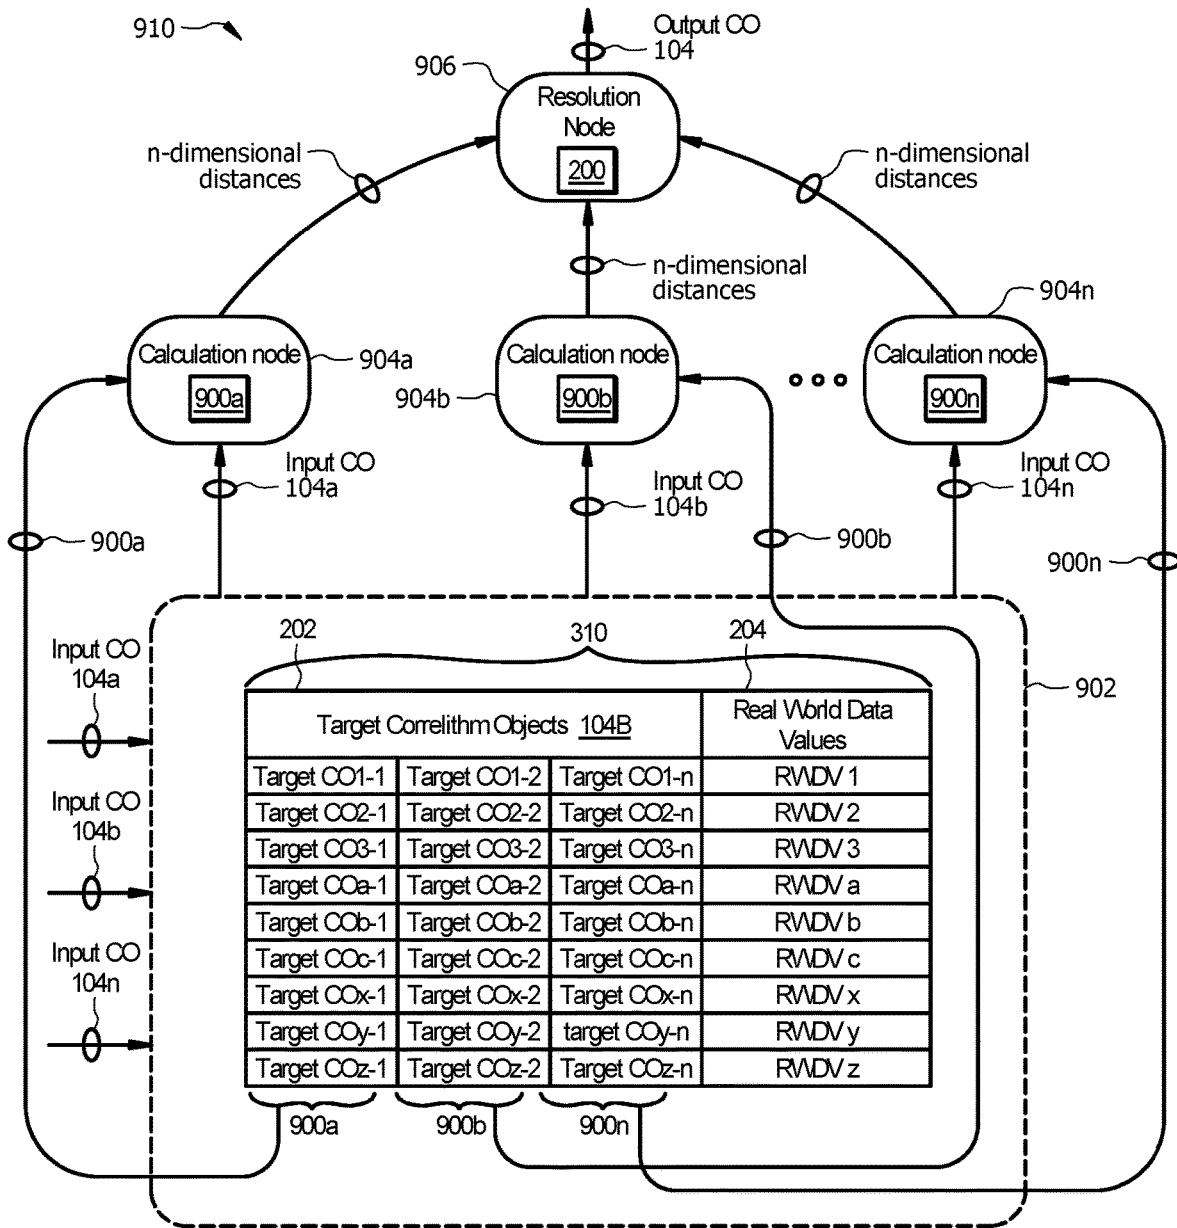 910
Output CO
104
906
Resolution
Node
200
n-dimensional
distances
n-dimensional
distances
n-dimensional
distances
904n
Calculation node
900a
904a
Calculation node
900b
904b
Calculation node
900n
Input CO
104a
Input CO
104b
Input CO
104n
900a
900b
900n
202
310
204
902
Input CO
104a
Input CO
104b
Input CO
104n
Target Correlithm Objects 104B
Real World Data
Values
Target CO1-1 Target CO1-2 Target CO1-n RWDV 1
Target CO2-1 Target CO2-2 Target CO2-n RWDV 2
Target CO3-1 Target CO3-2 Target CO3-n RWDV 3
Target COa-1 Target COa-2 Target COa-n RWDV a
Target COb-1 Target COb-2 Target COb-n RWDV b
Target COc-1 Target COc-2 Target COc-n RWDV c
Target COx-1 Target COx-2 Target COx-n RWDV x
Target COy-1 Target COy-2 target COy-n RWDV y
Target COz-1 Target COz-2 Target COz-n RWDV z
900a
900b
900n